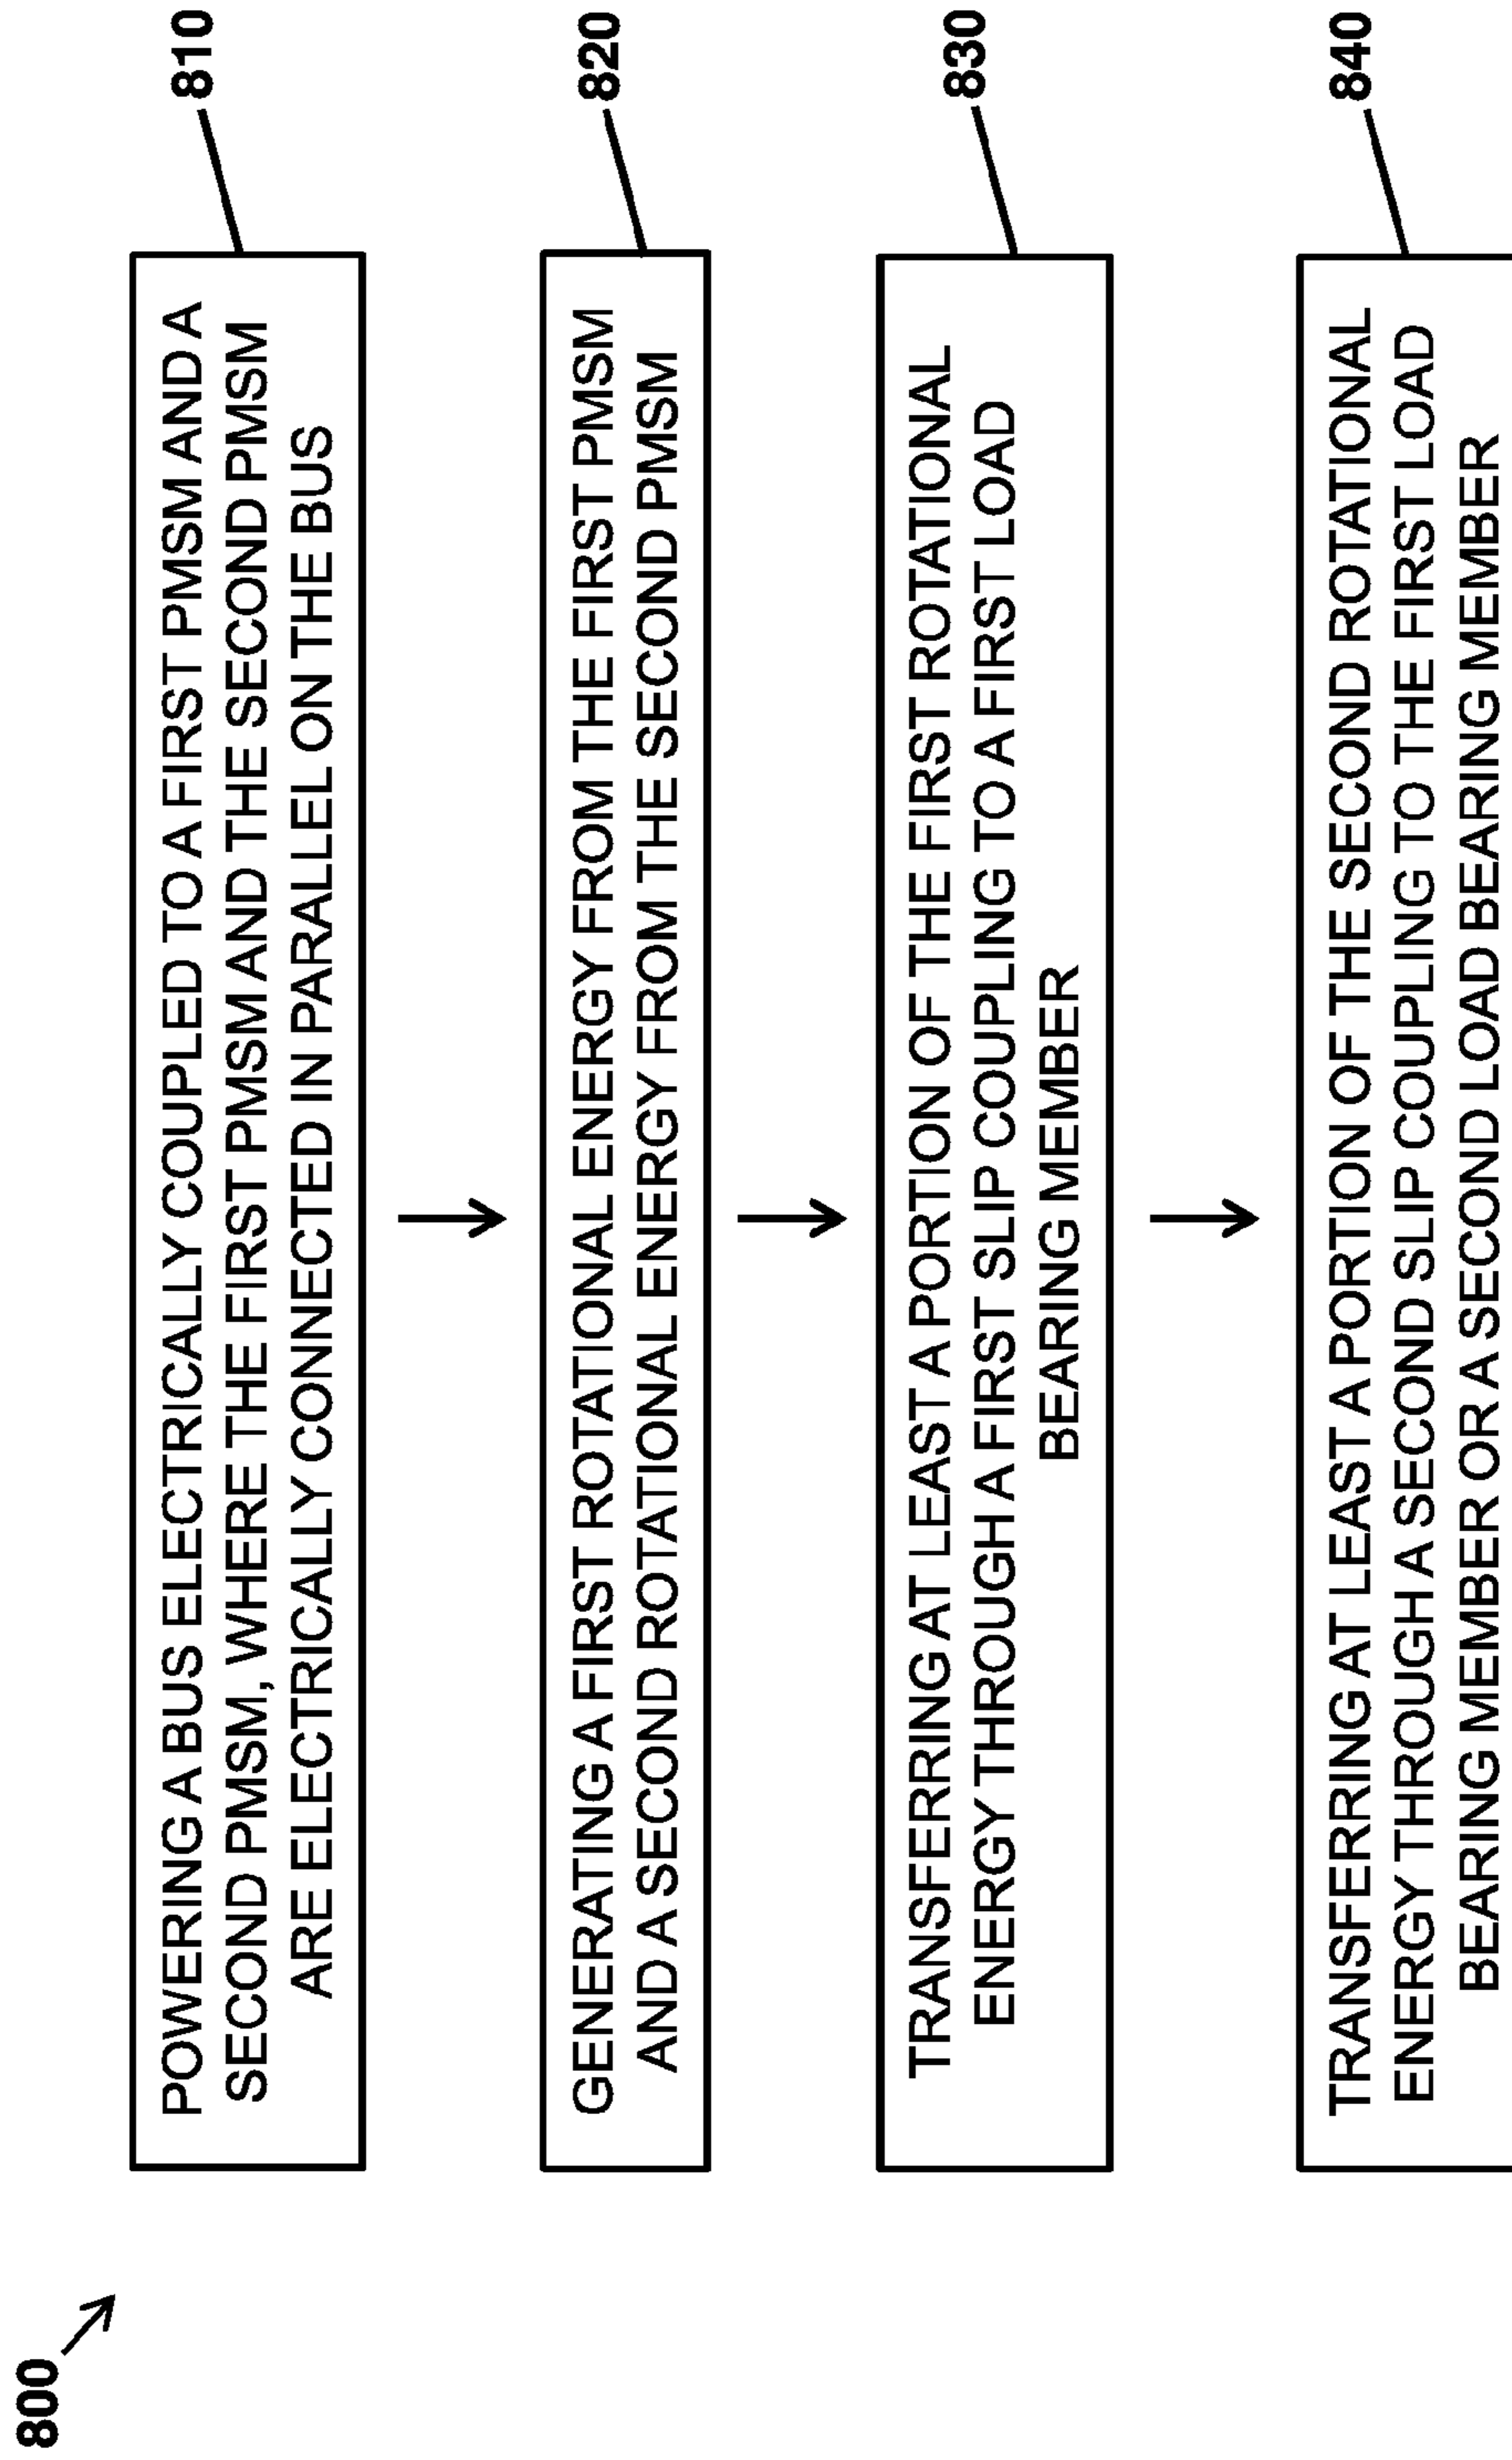 800
POWERING A BUS ELECTRICALLY COUPLED TO A FIRST PMSM AND A
SECOND PMSM, WHERE THE FIRST PMSM AND THE SECOND PMSM
ARE ELECTRICALLY CONNECTED IN PARALLEL ON THE BUS
810
GENERATING A FIRST ROTATIONAL ENERGY FROM THE FIRST PMSM
AND A SECOND ROTATIONAL ENERGY FROM THE SECOND PMSM
820
TRANSFERRING AT LEAST A PORTION OF THE FIRST ROTATIONAL
ENERGY THROUGH A FIRST SLIP COUPLING TO A FIRST LOAD
BEARING MEMBER
830
TRANSFERRING AT LEAST A PORTION OF THE SECOND ROTATIONAL
ENERGY THROUGH A SECOND SLIP COUPLING TO THE FIRST LOAD
BEARING MEMBER OR A SECOND LOAD BEARING MEMBER
840